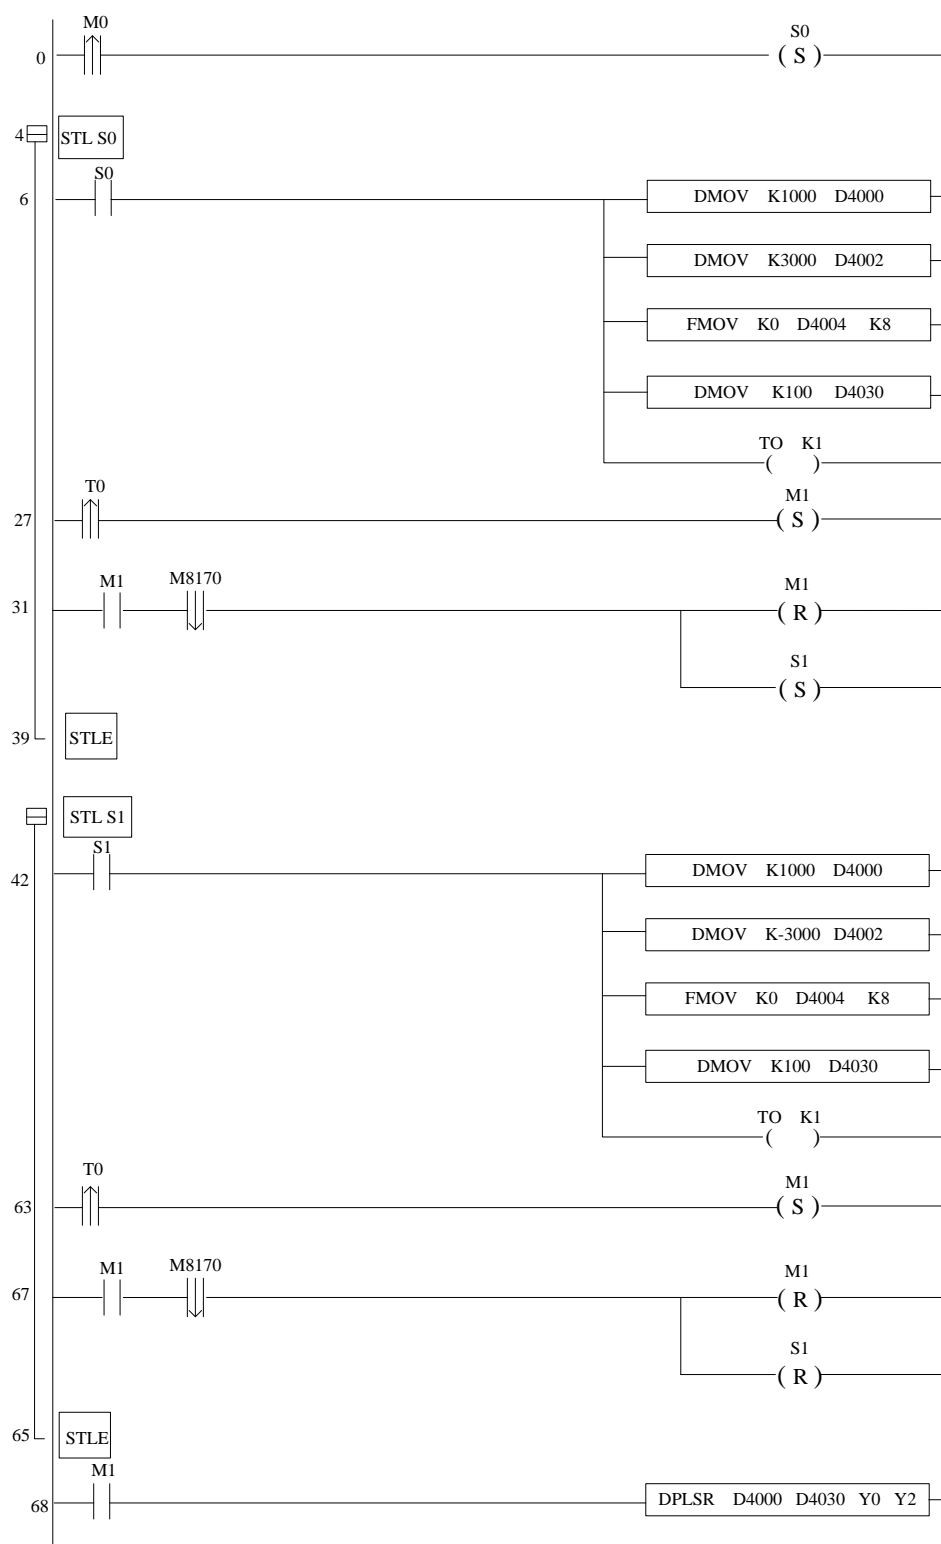 M0
S0
0
( S )
4
STL S0
S0
6
DMOV K1000 D4000
DMOV K3000 D4002
FMOV K0 D4004 K8
DMOV K100 D4030
TO K1
( )
T0
M1
27
( S )
M1 M8170
M1
31
( R )
S1
( S )
39
STLE
STL S1
S1
42
DMOV K1000 D4000
DMOV K-3000 D4002
FMOV K0 D4004 K8
DMOV K100 D4030
TO K1
( )
T0
M1
63
( S )
M1 M8170
M1
67
( R )
S1
( R )
65
STLE
M1
68
DPLSR D4000 D4030 Y0 Y2